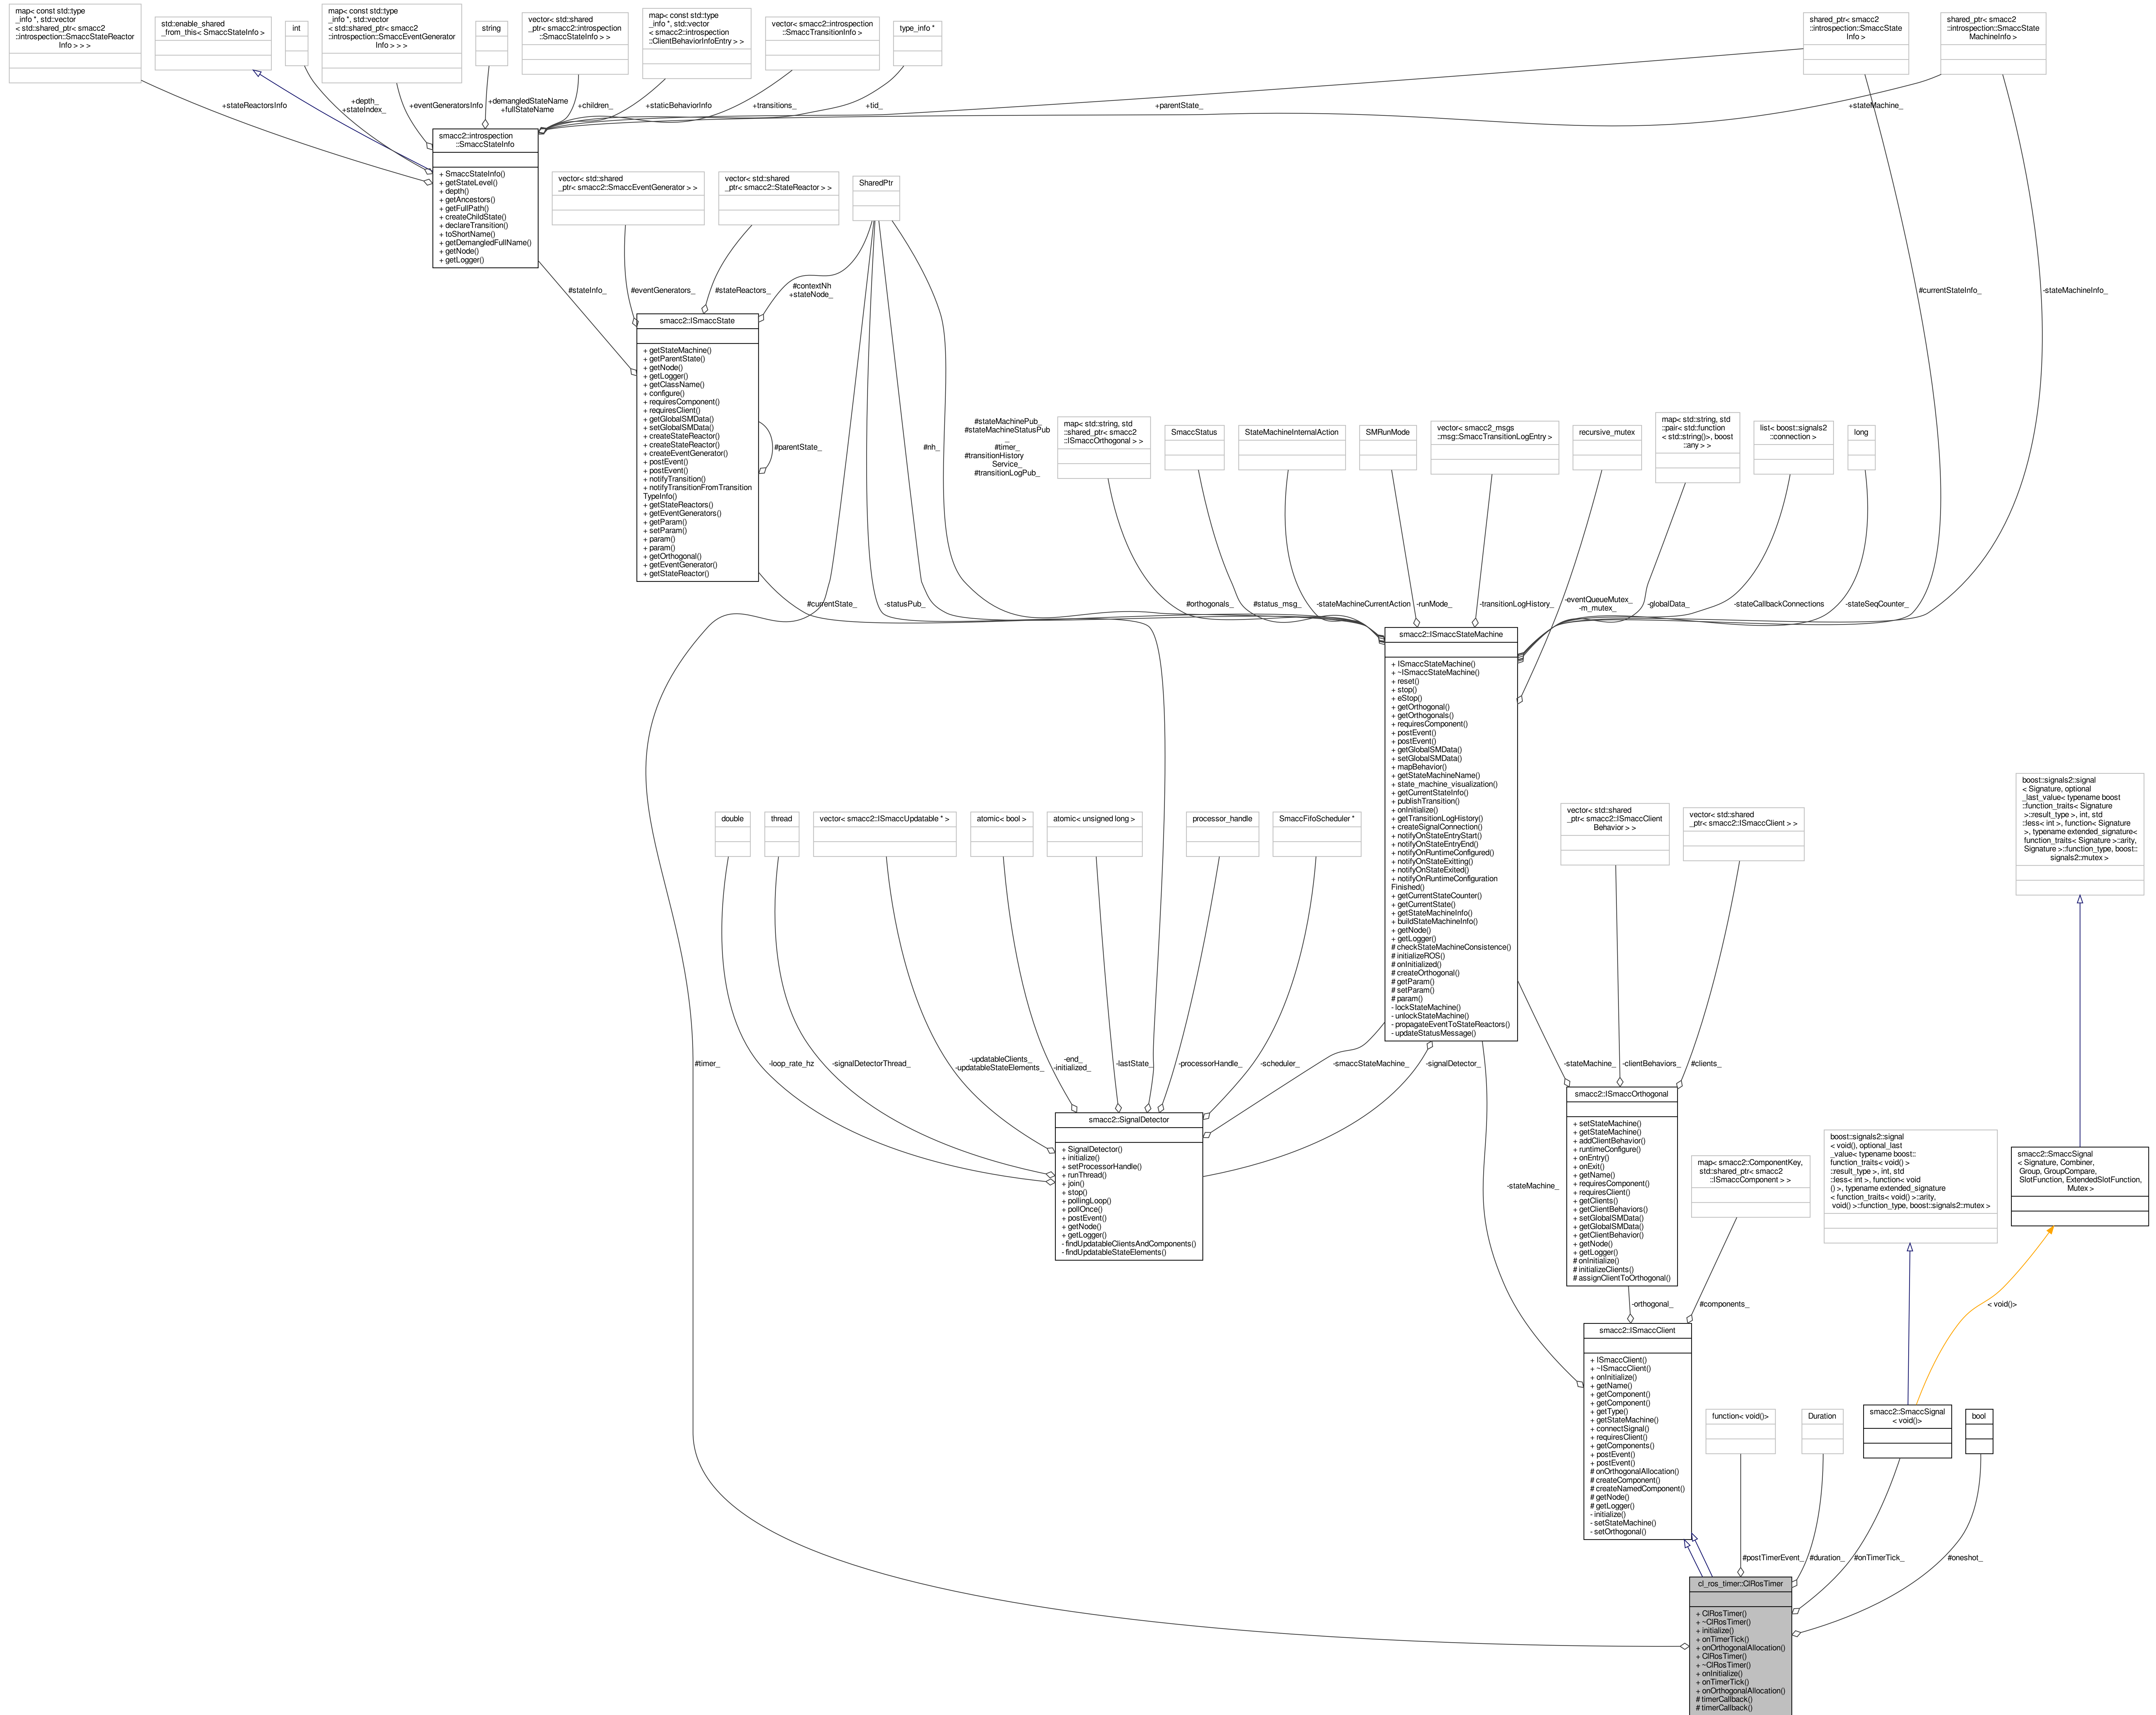 map< const std::type
_info *, std::vector
< std::shared_ptr< smacc2
::introspection::SmaccStateReactor
Info > > >
std::enable_shared
_from_this< SmaccStateInfo >
int
map< const std::type
_info *, std::vector
< std::shared_ptr< smacc2
::introspection::SmaccEventGenerator
Info > > >
string
vector< std::shared
_ptr< smacc2::introspection
::SmaccStateInfo > >
map< const std::type
_info *, std::vector
< smacc2::introspection
::ClientBehaviorInfoEntry > >
vector< smacc2::introspection
::SmaccTransitionInfo >
type_info *
shared_ptr< smacc2
::introspection::SmaccState
Info >
shared_ptr< smacc2
::introspection::SmaccState
MachineInfo >
+stateReactorsInfo
+depth_
+stateIndex_
+eventGeneratorsInfo
+demangledStateName
+fullStateName
+children_
+staticBehaviorInfo
+transitions_
+tid_
+parentState_
+stateMachine_
smacc2::introspection
::SmaccStateInfo
+ SmaccStateInfo()
+ getStateLevel()
+ depth()
+ getAncestors()
+ getFullPath()
+ createChildState()
+ declareTransition()
+ toShortName()
+ getDemangledFullName()
+ getNode()
+ getLogger()
vector< std::shared
_ptr< smacc2::SmaccEventGenerator > >
vector< std::shared
_ptr< smacc2::StateReactor > >
SharedPtr
#stateInfo_
#eventGenerators_
#stateReactors_
#contextNh
+stateNode_
#currentStateInfo_
-stateMachineInfo_
smacc2::ISmaccState
+ getStateMachine()
+ getParentState()
+ getNode()
+ getLogger()
+ getClassName()
+ configure()
+ requiresComponent()
+ requiresClient()
+ getGlobalSMData()
+ setGlobalSMData()
+ createStateReactor()
+ createStateReactor()
+ createEventGenerator()
+ postEvent()
+ postEvent()
+ notifyTransition()
+ notifyTransitionFromTransition
TypeInfo()
+ getStateReactors()
+ getEventGenerators()
+ getParam()
+ setParam()
+ param()
+ param()
+ getOrthogonal()
+ getEventGenerator()
+ getStateReactor()
#parentState_
#nh_
#stateMachinePub_
#stateMachineStatusPub
_
#timer_
#transitionHistory
Service_
#transitionLogPub_
map< std::string, std
::shared_ptr< smacc2
::ISmaccOrthogonal > >
SmaccStatus
StateMachineInternalAction
SMRunMode
vector< smacc2_msgs
::msg::SmaccTransitionLogEntry >
recursive_mutex
map< std::string, std
::pair< std::function
< std::string()>, boost
::any > >
list< boost::signals2
::connection >
long
#currentState_
-statusPub_
#orthogonals_
#status_msg_
-stateMachineCurrentAction
-runMode_
-transitionLogHistory_
-eventQueueMutex_
-m_mutex_
-globalData_
-stateCallbackConnections
-stateSeqCounter_
smacc2::ISmaccStateMachine
+ ISmaccStateMachine()
+ ~ISmaccStateMachine()
+ reset()
+ stop()
+ eStop()
+ getOrthogonal()
+ getOrthogonals()
+ requiresComponent()
+ postEvent()
+ postEvent()
+ getGlobalSMData()
+ setGlobalSMData()
+ mapBehavior()
+ getStateMachineName()
+ state_machine_visualization()
+ getCurrentStateInfo()
+ publishTransition()
+ onInitialize()
+ getTransitionLogHistory()
+ createSignalConnection()
+ notifyOnStateEntryStart()
+ notifyOnStateEntryEnd()
+ notifyOnRuntimeConfigured()
+ notifyOnStateExitting()
+ notifyOnStateExited()
+ notifyOnRuntimeConfiguration
Finished()
+ getCurrentStateCounter()
+ getCurrentState()
+ getStateMachineInfo()
+ buildStateMachineInfo()
+ getNode()
+ getLogger()
# checkStateMachineConsistence()
# initializeROS()
# onInitialized()
# createOrthogonal()
# getParam()
# setParam()
# param()
- lockStateMachine()
- unlockStateMachine()
- propagateEventToStateReactors()
- updateStatusMessage()
double
thread
vector< smacc2::ISmaccUpdatable * >
atomic< bool >
atomic< unsigned long >
processor_handle
SmaccFifoScheduler *
vector< std::shared
_ptr< smacc2::ISmaccClient
Behavior > >
vector< std::shared
_ptr< smacc2::ISmaccClient > >
boost::signals2::signal
< Signature, optional
_last_value< typename boost
::function_traits< Signature
>::result_type >, int, std
::less< int >, function< Signature
>, typename extended_signature<
function_traits< Signature >::arity,
Signature >::function_type, boost::
signals2::mutex >
#timer_
-loop_rate_hz
-signalDetectorThread_
-updatableClients_
-updatableStateElements_
-end_
-initialized_
-lastState_
-processorHandle_
-scheduler_
-smaccStateMachine_
-signalDetector_
-stateMachine_
-clientBehaviors_
#clients_
smacc2::SignalDetector
+ SignalDetector()
+ initialize()
+ setProcessorHandle()
+ runThread()
+ join()
+ stop()
+ pollingLoop()
+ pollOnce()
+ postEvent()
+ getNode()
+ getLogger()
- findUpdatableClientsAndComponents()
- findUpdatableStateElements()
smacc2::ISmaccOrthogonal
+ setStateMachine()
+ getStateMachine()
+ addClientBehavior()
+ runtimeConfigure()
+ onEntry()
+ onExit()
+ getName()
+ requiresComponent()
+ requiresClient()
+ getClients()
+ getClientBehaviors()
+ setGlobalSMData()
+ getGlobalSMData()
+ getClientBehavior()
+ getNode()
+ getLogger()
# onInitialize()
# initializeClients()
# assignClientToOrthogonal()
-stateMachine_
map< smacc2::ComponentKey,
std::shared_ptr< smacc2
::ISmaccComponent > >
boost::signals2::signal
< void(), optional_last
_value< typename boost::
function_traits< void() >
::result_type >, int, std
::less< int >, function< void
() >, typename extended_signature
< function_traits< void() >::arity,
void() >::function_type, boost::signals2::mutex >
smacc2::SmaccSignal
< Signature, Combiner,
Group, GroupCompare,
SlotFunction, ExtendedSlotFunction,
Mutex >
-orthogonal_
#components_
< void()>
smacc2::ISmaccClient
+ ISmaccClient()
+ ~ISmaccClient()
+ onInitialize()
+ getName()
+ getComponent()
+ getComponent()
+ getType()
+ getStateMachine()
+ connectSignal()
+ requiresClient()
+ getComponents()
+ postEvent()
+ postEvent()
# onOrthogonalAllocation()
# createComponent()
# createNamedComponent()
# getNode()
# getLogger()
- initialize()
- setStateMachine()
- setOrthogonal()
function< void()>
Duration
smacc2::SmaccSignal
< void()>
bool
#postTimerEvent_
#duration_
#onTimerTick_
#oneshot_
cl_ros_timer::ClRosTimer
+ ClRosTimer()
+ ~ClRosTimer()
+ initialize()
+ onTimerTick()
+ onOrthogonalAllocation()
+ ClRosTimer()
+ ~ClRosTimer()
+ onInitialize()
+ onTimerTick()
+ onOrthogonalAllocation()
# timerCallback()
# timerCallback()